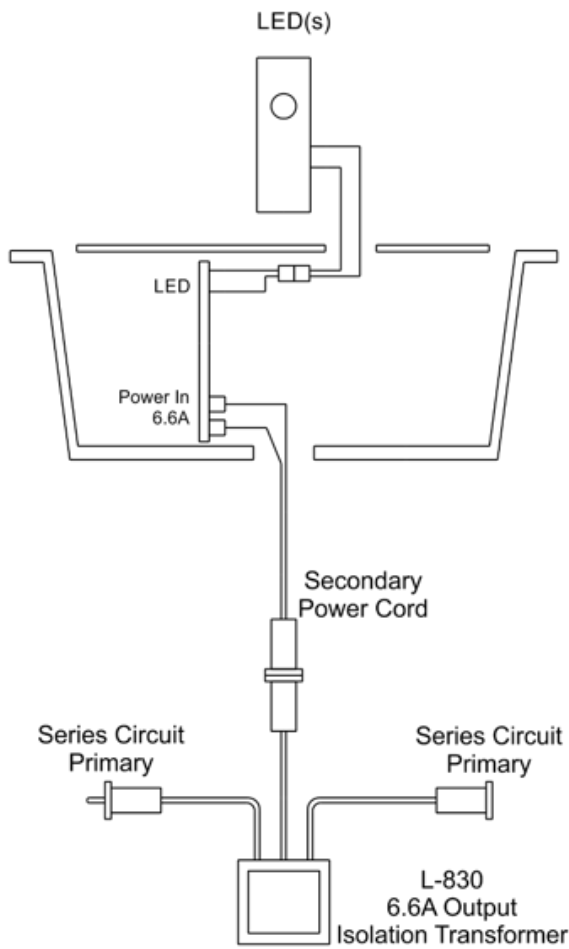 LED(s)
LED
Power In
6.6A
Secondary
Power Cord
Series Circuit
Primary
Series Circuit
Primary
L-830
6.6A Output
Isolation Transformer